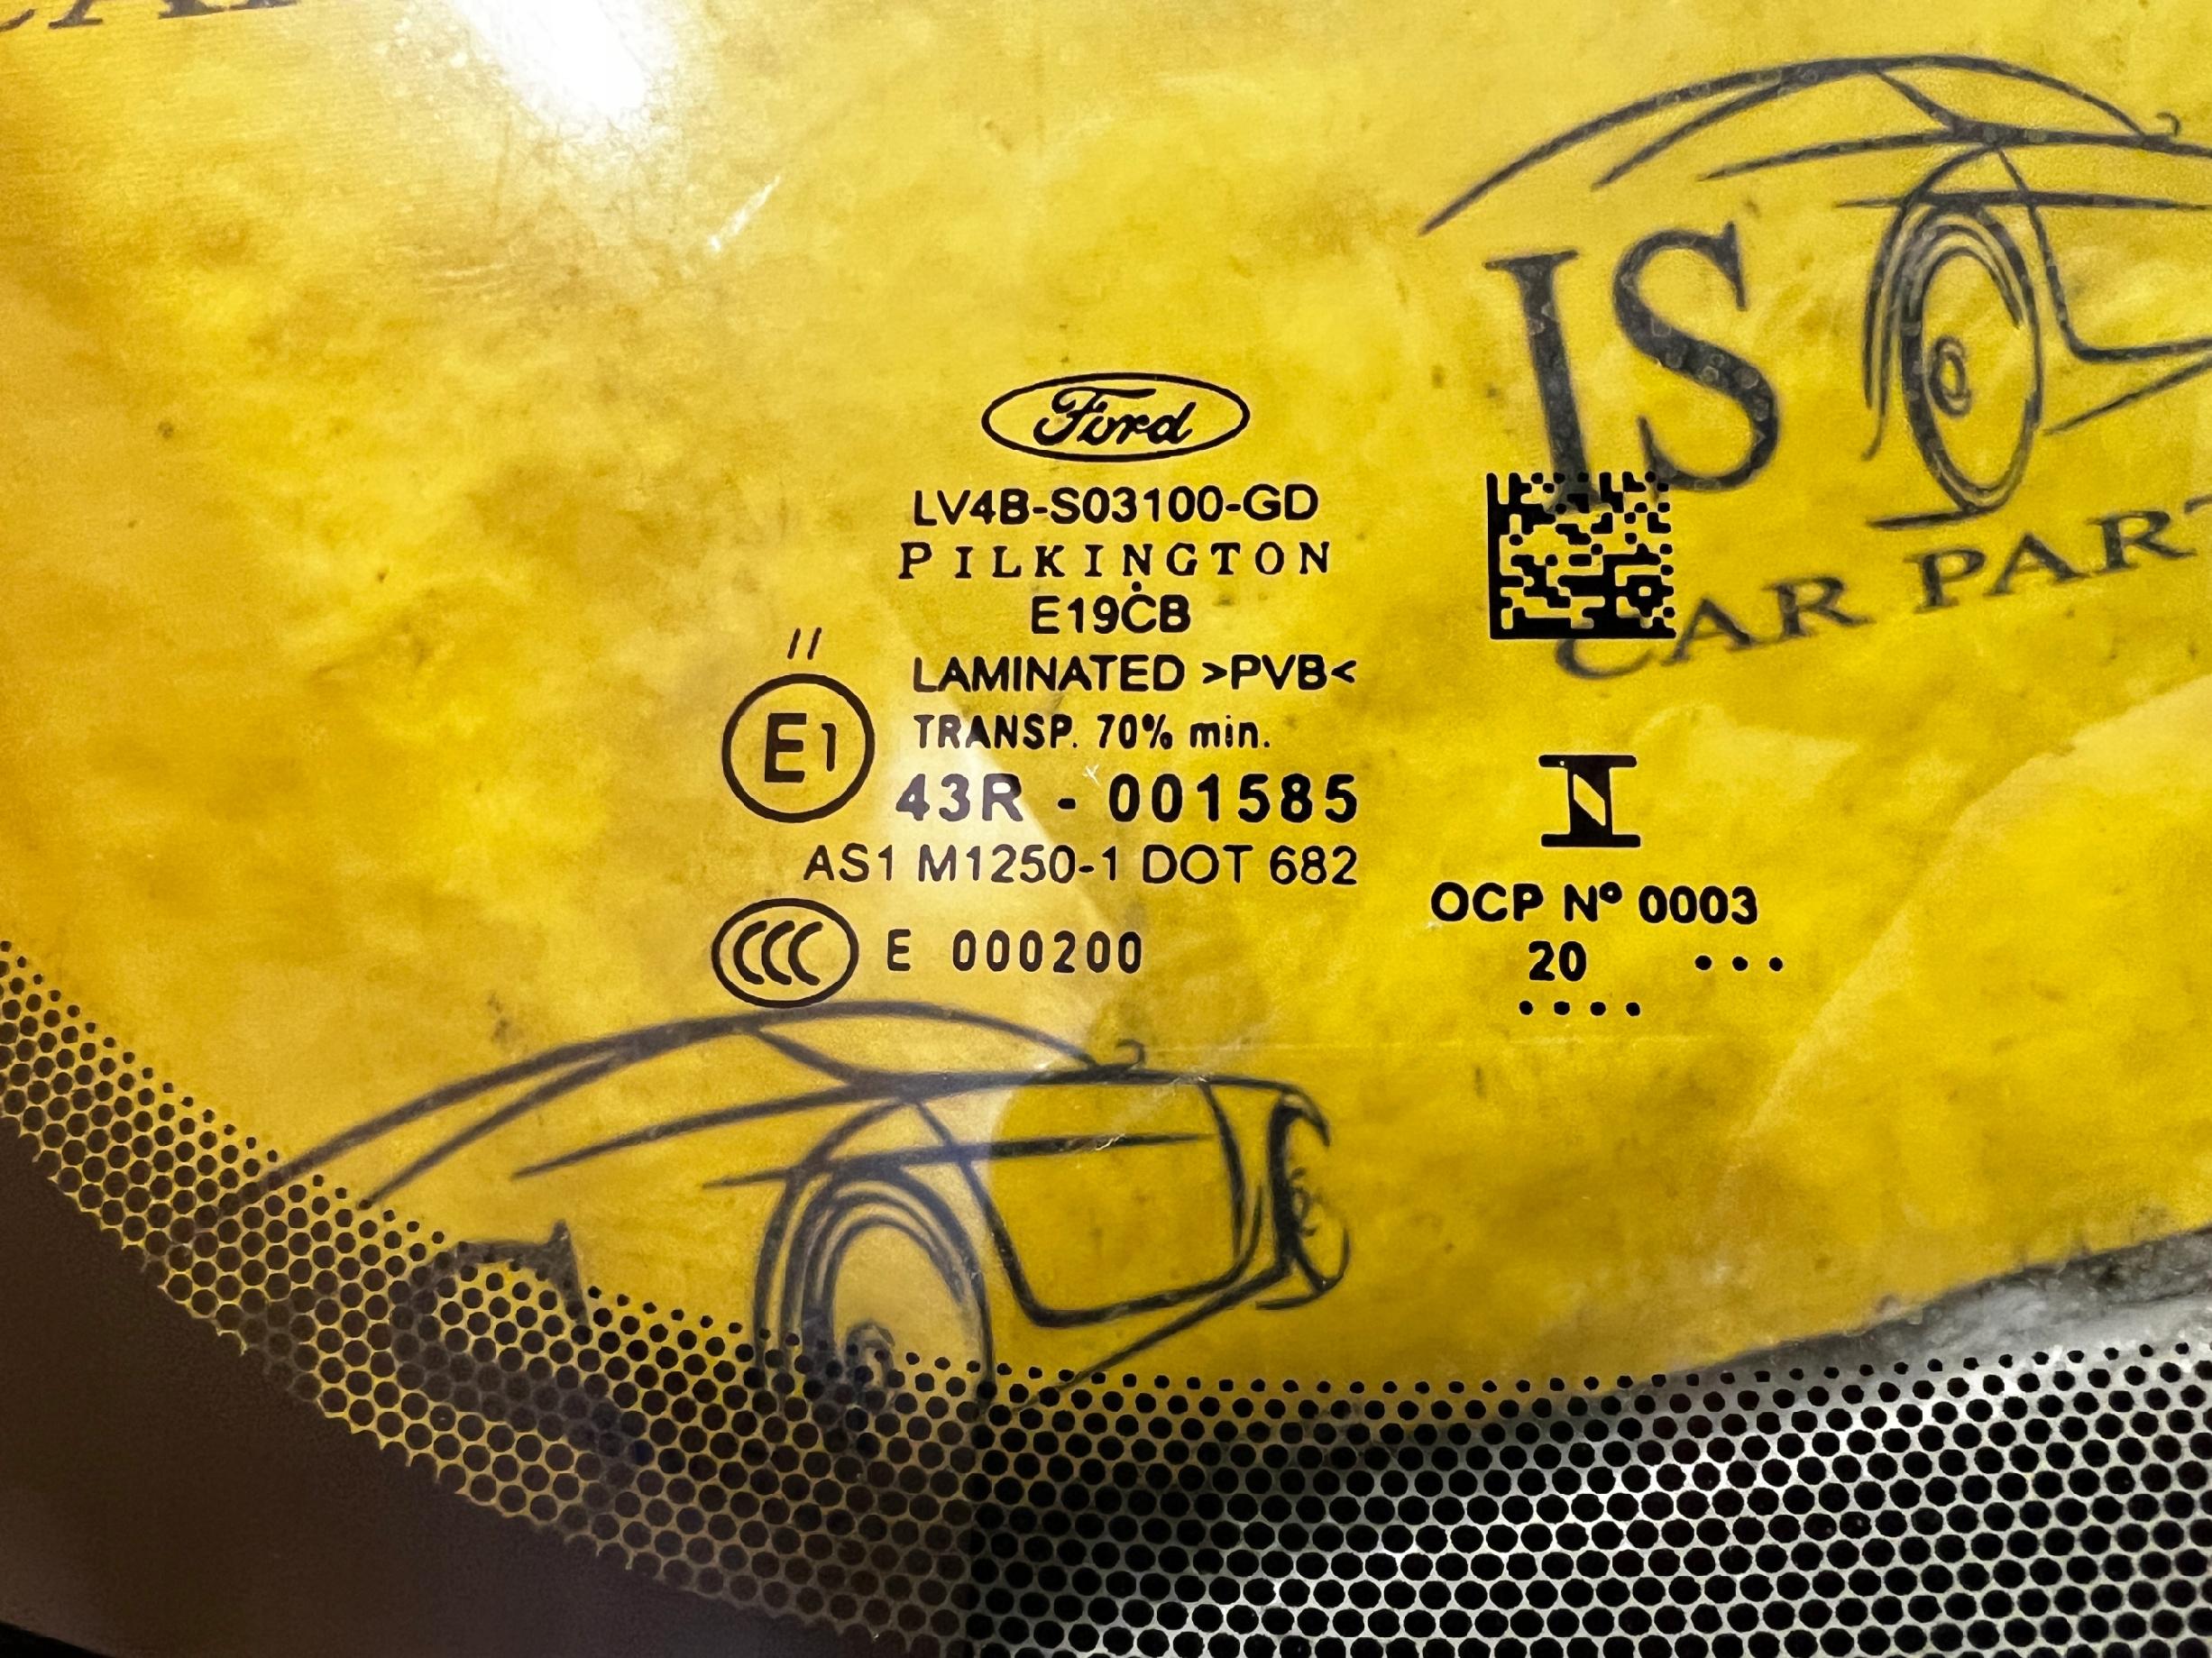 Ford
LV4B-S03100-GD
PILKINGTON
E19CB
//
LAMINATED >PVB<
E1
TRANSP. 70% min.
43R - 001585
AS1 M1250-1 DOT 682
CCC E 000200
OCP Nº 0003
20 ...
....
IS
CAR